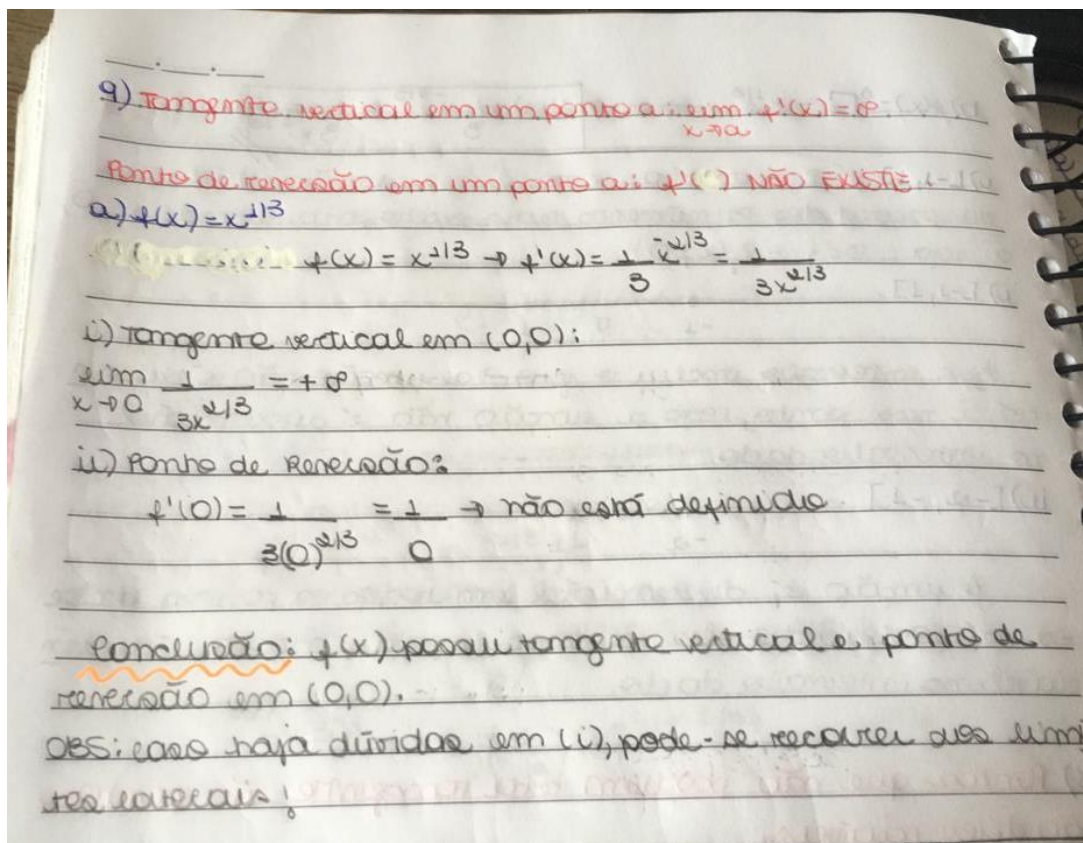 9) Tangente vertical em um ponto a: lim f'(x) = ∞
x→a
Ponto de reversão em um ponto a: f'( ) NÃO EXISTE
a) f(x) = x^1/3
f(x) = x^1/3 → f'(x) = 1/3 x^-2/3 = 1/3x^2/3
i) Tangente vertical em (0,0):
lim x→0 1/3x^2/3 = +∞
ii) Ponto de Reversão:
f'(0) = 1/3(0)^2/3 = 1/0 → não está definido
Conclusão: f(x) possui tangente vertical e ponto de
reversão em (0,0).
OBS: caso haja dúvidas em (i), pode-se recorrer aos limi
tes laterais!